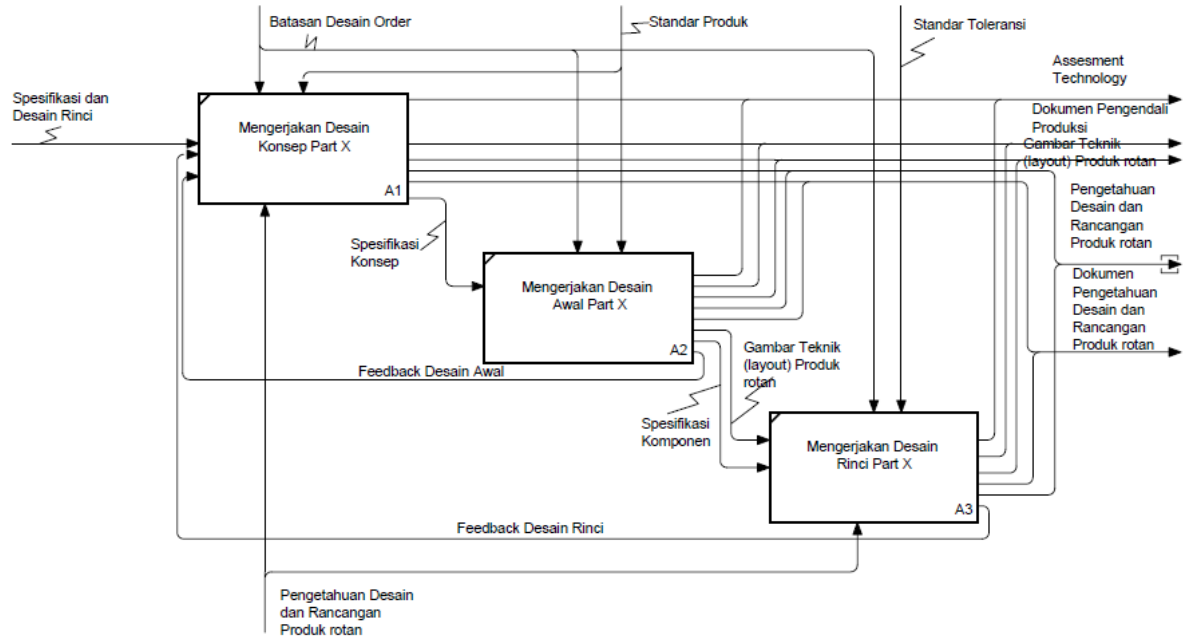 Batasan Desain Order
Standar Produk
Standar Toleransi
Assesment
Technology
Spesifikasi dan
Desain Rinci
Dokumen Pengendali
Produksi
Mengerjakan Desain
Konsep Part X
A1
Gambar Teknik
(layout) Produk rotan
Pengetahuan
Desain dan
Rancangan
Produk rotan
Spesifikasi
Konsep
Mengerjakan Desain
Awal Part X
A2
Dokumen
Pengetahuan
Desain dan
Rancangan
Produk rotan
Feedback Desain Awal
Gambar Teknik
(layout) Produk
rotan
Spesifikasi
Komponen
Mengerjakan Desain
Rinci Part X
A3
Feedback Desain Rinci
Pengetahuan Desain
dan Rancangan
Produk rotan